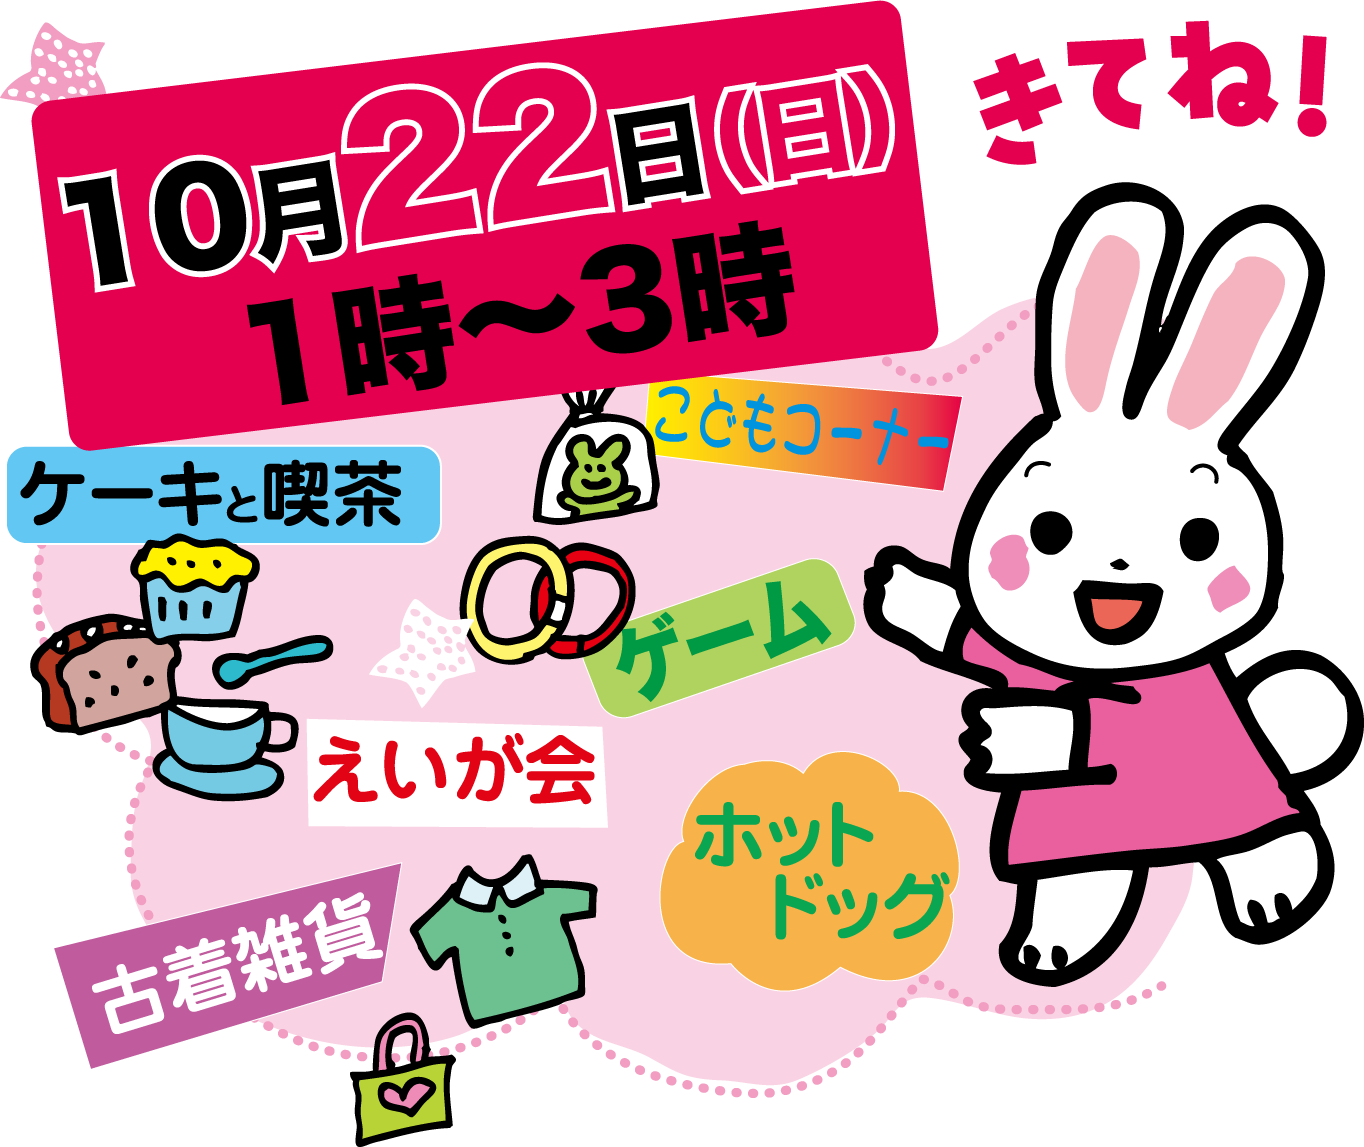 きてね!
10月22日(日)
1時〜3時
こどもコーナー
ケーキと喫茶
ゲーム
えいが会
ホット
ドッグ
古着雑貨